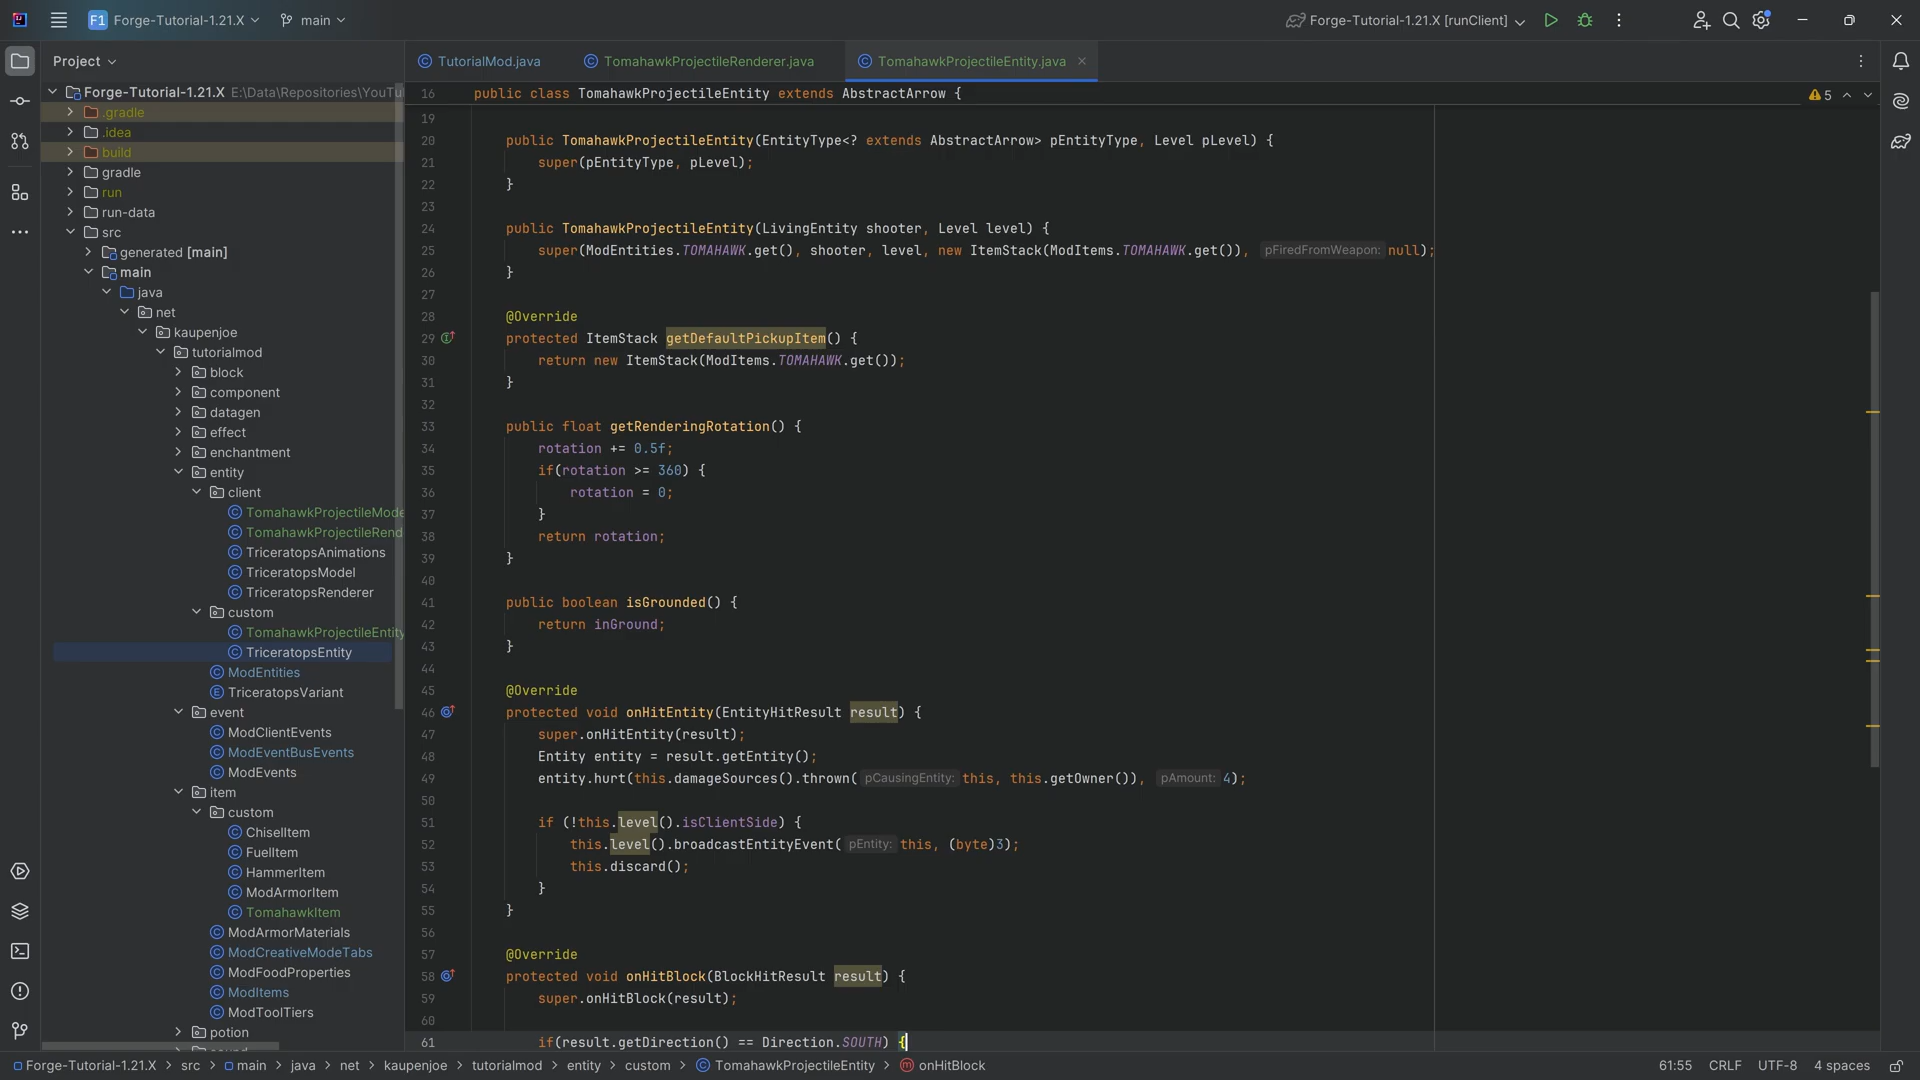 F1 Forge-Tutorial-1.21.X main Forge-Tutorial-1.21.X [runClient]
Project
TutorialMod.java TomahawkProjectileRenderer.java TomahawkProjectileEntity.java
Forge-Tutorial-1.21.X E:\Data\Repositories\YouTu
.gradle
.idea
build
gradle
run
run-data
src
generated [main]
main
java
net
kaupenjoe
tutorialmod
block
component
datagen
effect
enchantment
entity
client
TomahawkProjectileMode
TomahawkProjectileRend
TriceratopsAnimations
TriceratopsModel
TriceratopsRenderer
custom
TomahawkProjectileEntity
TriceratopsEntity
ModEntities
TriceratopsVariant
event
ModClientEvents
ModEventBusEvents
ModEvents
item
custom
ChiselItem
FuelItem
HammerItem
ModArmorItem
TomahawkItem
ModArmorMaterials
ModCreativeModeTabs
ModFoodProperties
ModItems
ModToolTiers
potion
16 public class TomahawkProjectileEntity extends AbstractArrow { 5
19
20 public TomahawkProjectileEntity(EntityType<? extends AbstractArrow> pEntityType, Level pLevel) {
21 super(pEntityType, pLevel);
22 }
23
24 public TomahawkProjectileEntity(LivingEntity shooter, Level level) {
25 super(ModEntities.TOMAHAWK.get(), shooter, level, new ItemStack(ModItems.TOMAHAWK.get()), pFiredFromWeapon: null);
26 }
27
28 @Override
29 protected ItemStack getDefaultPickupItem() {
30 return new ItemStack(ModItems.TOMAHAWK.get());
31 }
32
33 public float getRenderingRotation() {
34 rotation += 0.5f;
35 if(rotation >= 360) {
36 rotation = 0;
37 }
38 return rotation;
39 }
40
41 public boolean isGrounded() {
42 return inGround;
43 }
44
45 @Override
46 protected void onHitEntity(EntityHitResult result) {
47 super.onHitEntity(result);
48 Entity entity = result.getEntity();
49 entity.hurt(this.damageSources().thrown( pCausingEntity: this, this.getOwner()), pAmount: 4);
50
51 if (!this.level().isClientSide) {
52 this.level().broadcastEntityEvent( pEntity: this, (byte)3);
53 this.discard();
54 }
55 }
56
57 @Override
58 protected void onHitBlock(BlockHitResult result) {
59 super.onHitBlock(result);
60
61 if(result.getDirection() == Direction.SOUTH) {
Forge-Tutorial-1.21.X > src > main > java > net > kaupenjoe > tutorialmod > entity > custom > TomahawkProjectileEntity > onHitBlock 61:55 CRLF UTF-8 4 spaces